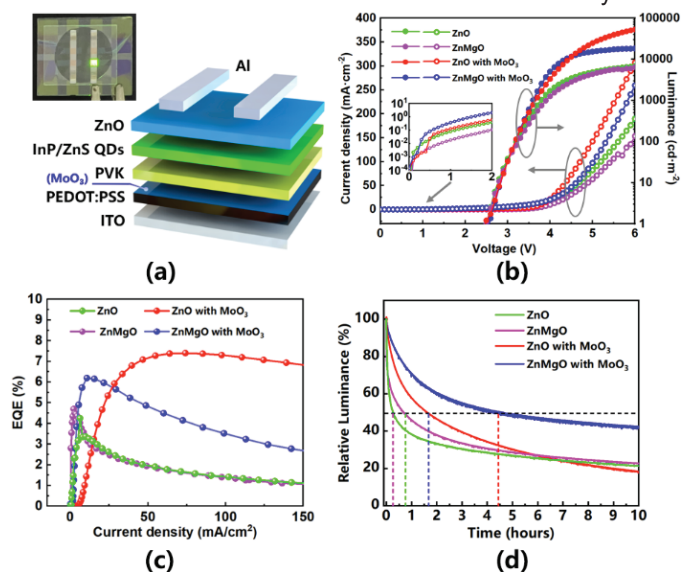 Al
ZnO
InP/ZnS QDs
PVK
(MoO₃)
PEDOT:PSS
ITO
(a)
400
350
300
250
200
150
100
50
0
Current density (mA·cm⁻²)
ZnO
ZnMgO
ZnO with MoO₃
ZnMgO with MoO₃
10¹
10⁰
10⁻¹
10⁻²
10⁻³
10⁻⁴
0 1 2
100000
10000
1000
100
10
1
Luminance (cd·m⁻²)
0 1 2 3 4 5 6
Voltage (V)
(b)
10
9
8
7
6
5
4
3
2
1
0
EQE (%)
ZnO ZnO with MoO₃
ZnMgO ZnMgO with MoO₃
0 50 100 150
Current density (mA/cm²)
(c)
100
80
60
40
20
0
Relative Luminance (%)
ZnO
ZnMgO
ZnO with MoO₃
ZnMgO with MoO₃
0 1 2 3 4 5 6 7 8 9 10
Time (hours)
(d)